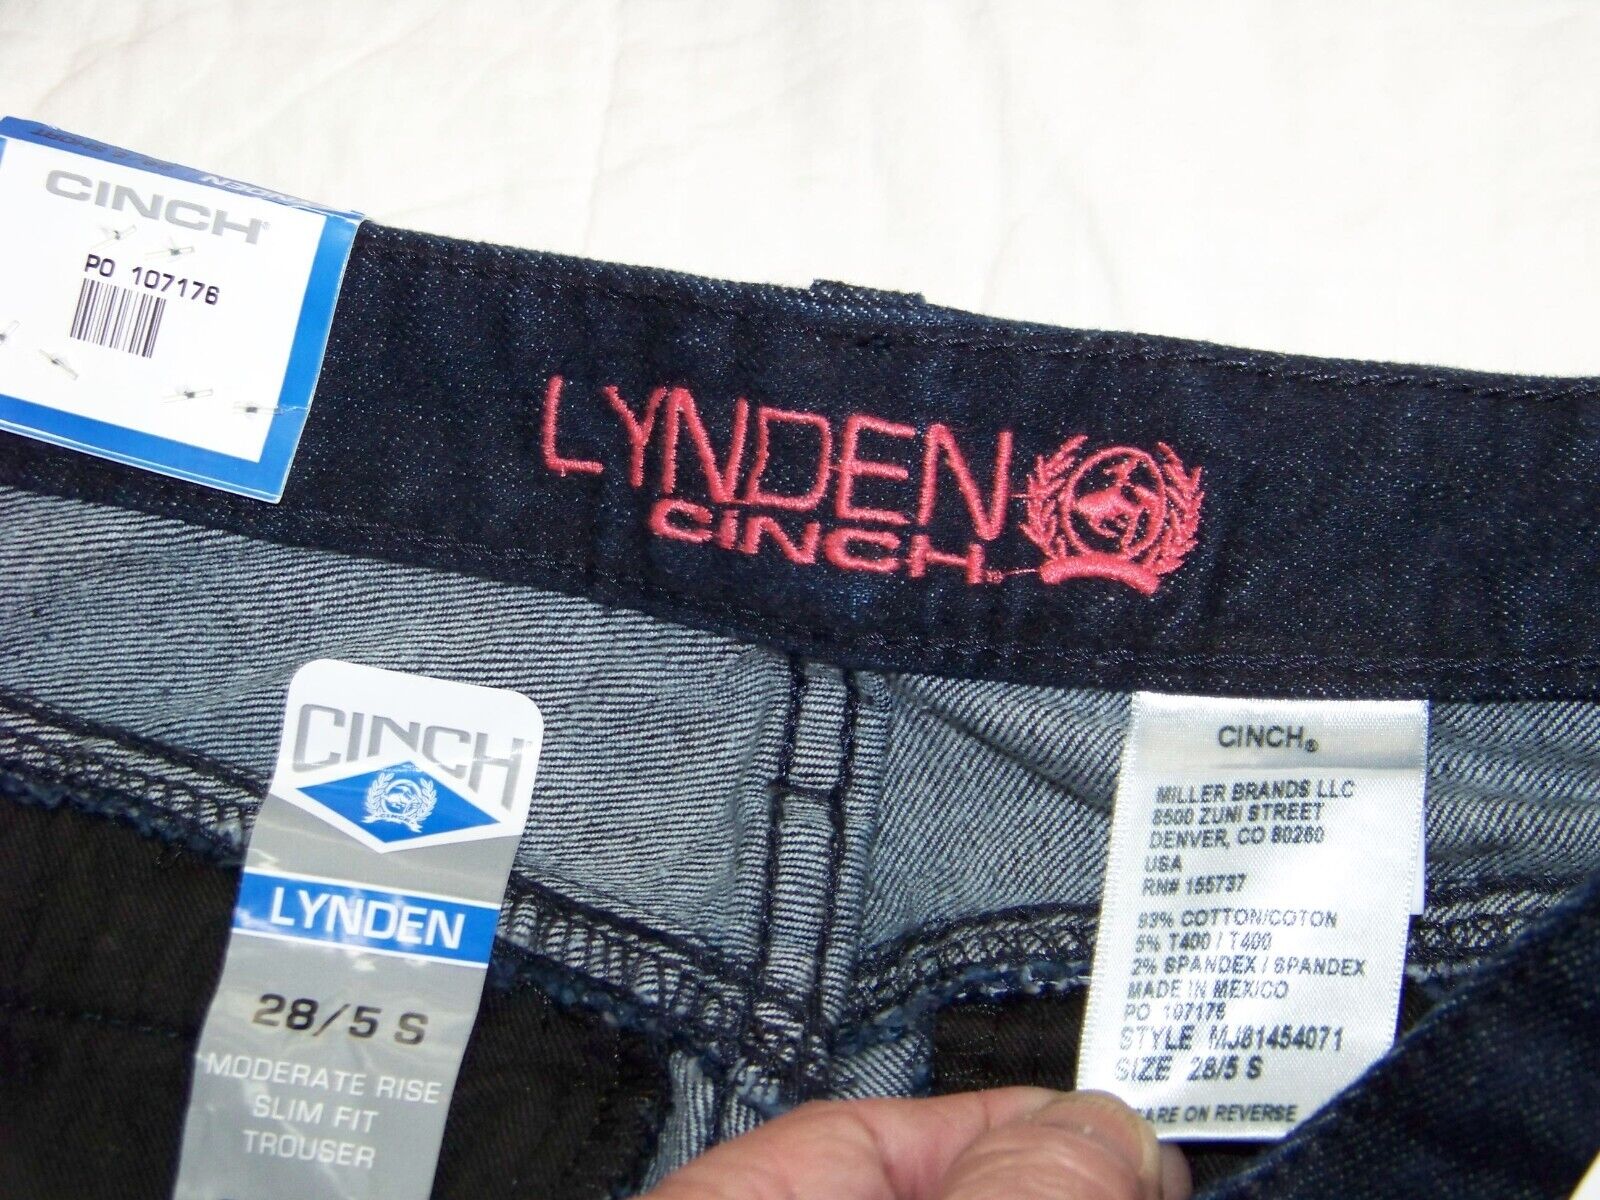 LYNDEN
CINCH®
PO 107176
LYNDEN
CINCH®
CINCH
CINCH
LYNDEN
28/5 S
MODERATE RISE
SLIM FIT
TROUSER
CINCH®
MILLER BRANDS LLC
8500 ZUNI STREET
DENVER, CO 80260
USA
RN# 155737
93% COTTON/COTON
5% T400 / T400
2% SPANDEX / SPANDEX
MADE IN MEXICO
PO 107176
STYLE MJ81454071
SIZE 28/5 S
CARE ON REVERSE